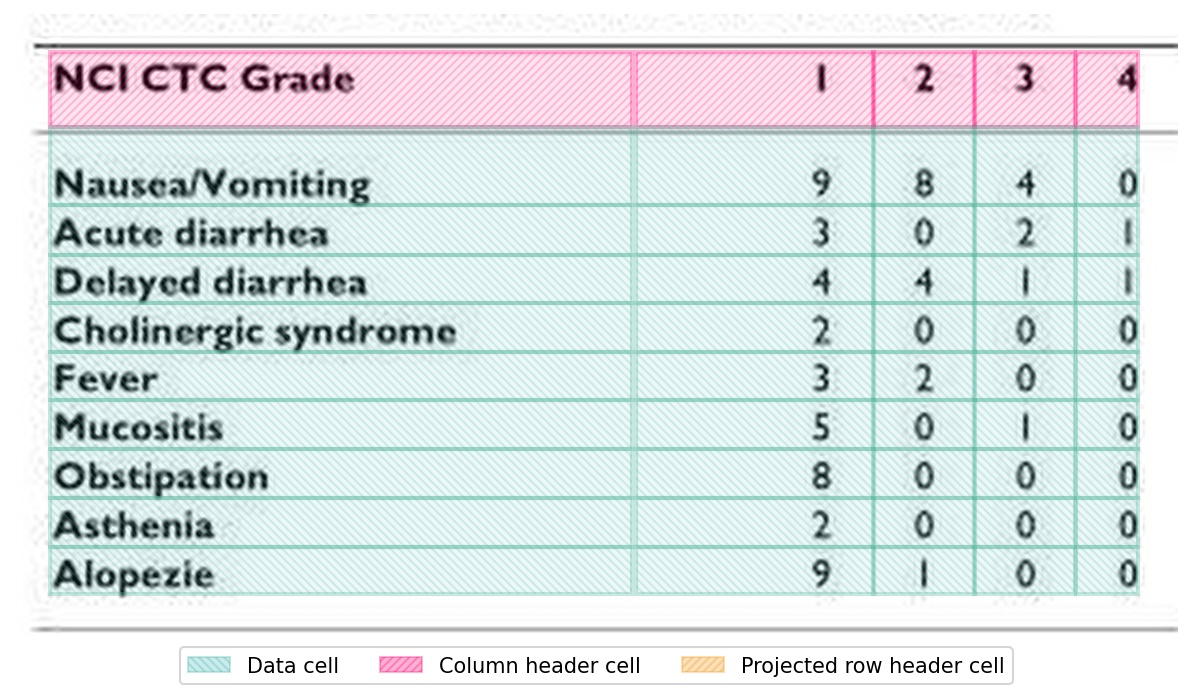 NCI CTC Grade 1 2 3 4
Nausea/Vomiting 9 8 4 0
Acute diarrhea 3 0 2 1
Delayed diarrhea 4 4 1 1
Cholinergic syndrome 2 0 0 0
Fever 3 2 0 0
Mucositis 5 0 1 0
Obstipation 8 0 0 0
Asthenia 2 0 0 0
Alopezie 9 1 0 0
Data cell Column header cell Projected row header cell